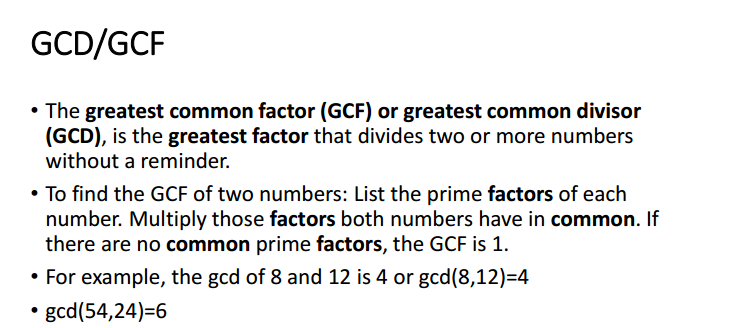 GCD/GCF
• The greatest common factor (GCF) or greatest common divisor
(GCD), is the greatest factor that divides two or more numbers
without a reminder.
• To find the GCF of two numbers: List the prime factors of each
number. Multiply those factors both numbers have in common. If
there are no common prime factors, the GCF is 1.
• For example, the gcd of 8 and 12 is 4 or gcd(8,12)=4
• gcd(54,24)=6